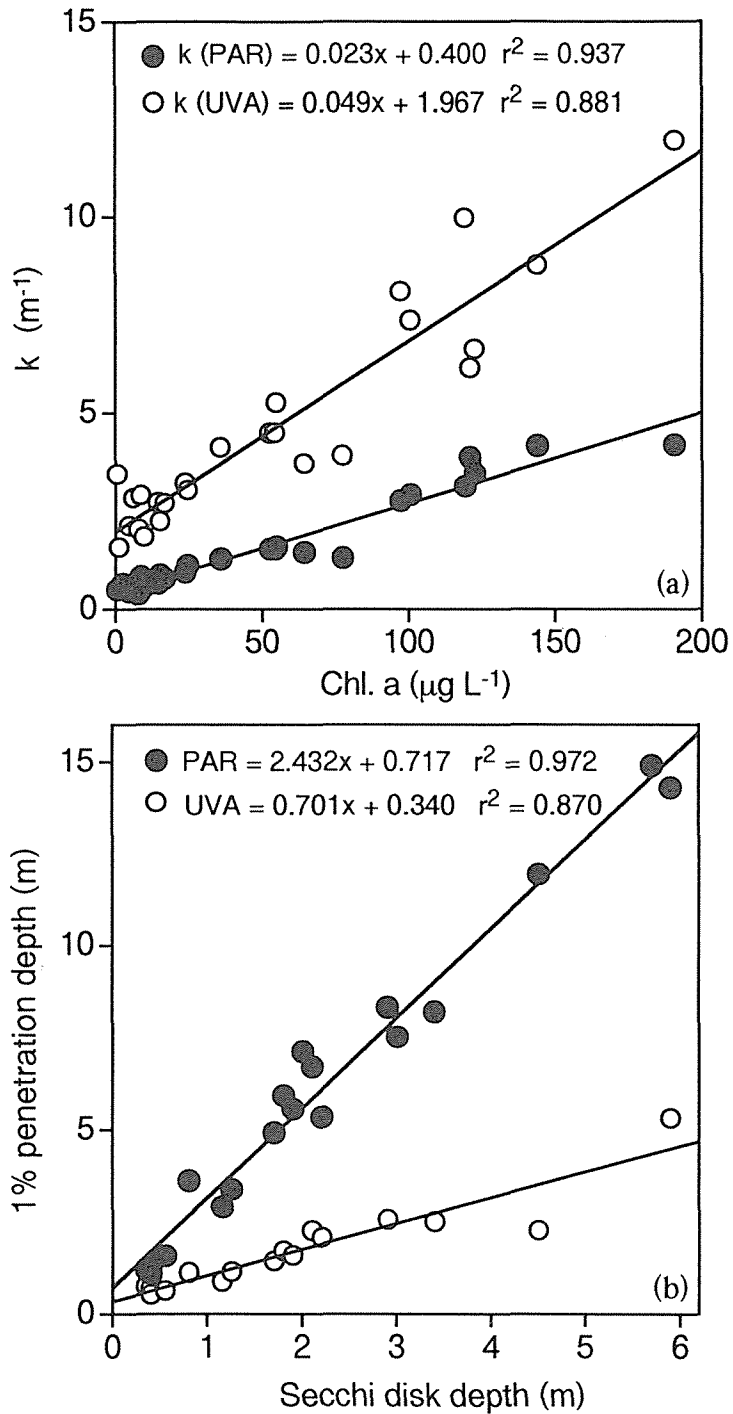 15
k (PAR) = 0.023x + 0.400 r² = 0.937
k (UVA) = 0.049x + 1.967 r² = 0.881
10
k (m⁻¹)
5
0
(a)
0 50 100 150 200
Chl. a (μg L⁻¹)
15
PAR = 2.432x + 0.717 r² = 0.972
UVA = 0.701x + 0.340 r² = 0.870
10
1% penetration depth (m)
5
0
(b)
0 1 2 3 4 5 6
Secchi disk depth (m)